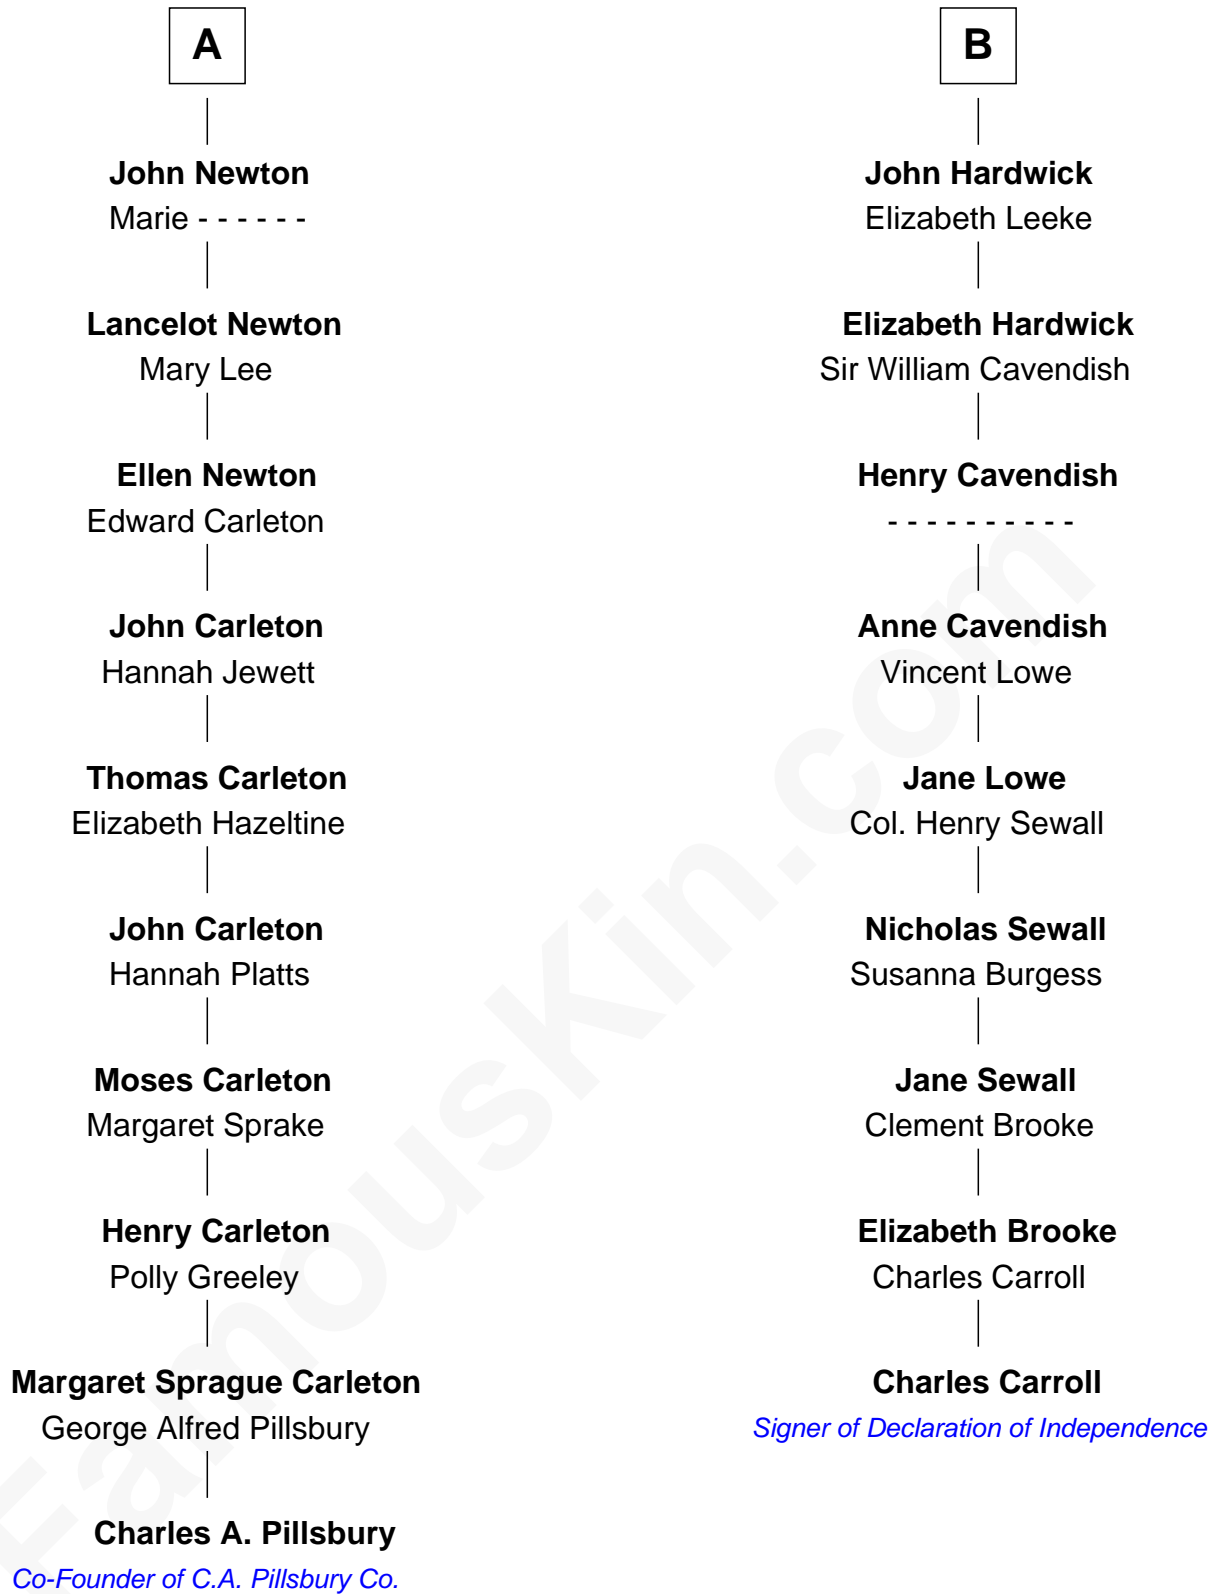 A
John Newton
Marie - - - - - -
Lancelot Newton
Mary Lee
Ellen Newton
Edward Carleton
John Carleton
Hannah Jewett
Thomas Carleton
Elizabeth Hazeltine
John Carleton
Hannah Platts
Moses Carleton
Margaret Sprake
Henry Carleton
Polly Greeley
Margaret Sprague Carleton
George Alfred Pillsbury
Charles A. Pillsbury
Co-Founder of C.A. Pillsbury Co.
B
John Hardwick
Elizabeth Leeke
Elizabeth Hardwick
Sir William Cavendish
Henry Cavendish
- - - - - - - - - -
Anne Cavendish
Vincent Lowe
Jane Lowe
Col. Henry Sewall
Nicholas Sewall
Susanna Burgess
Jane Sewall
Clement Brooke
Elizabeth Brooke
Charles Carroll
Charles Carroll
Signer of Declaration of Independence
FamousKin.com